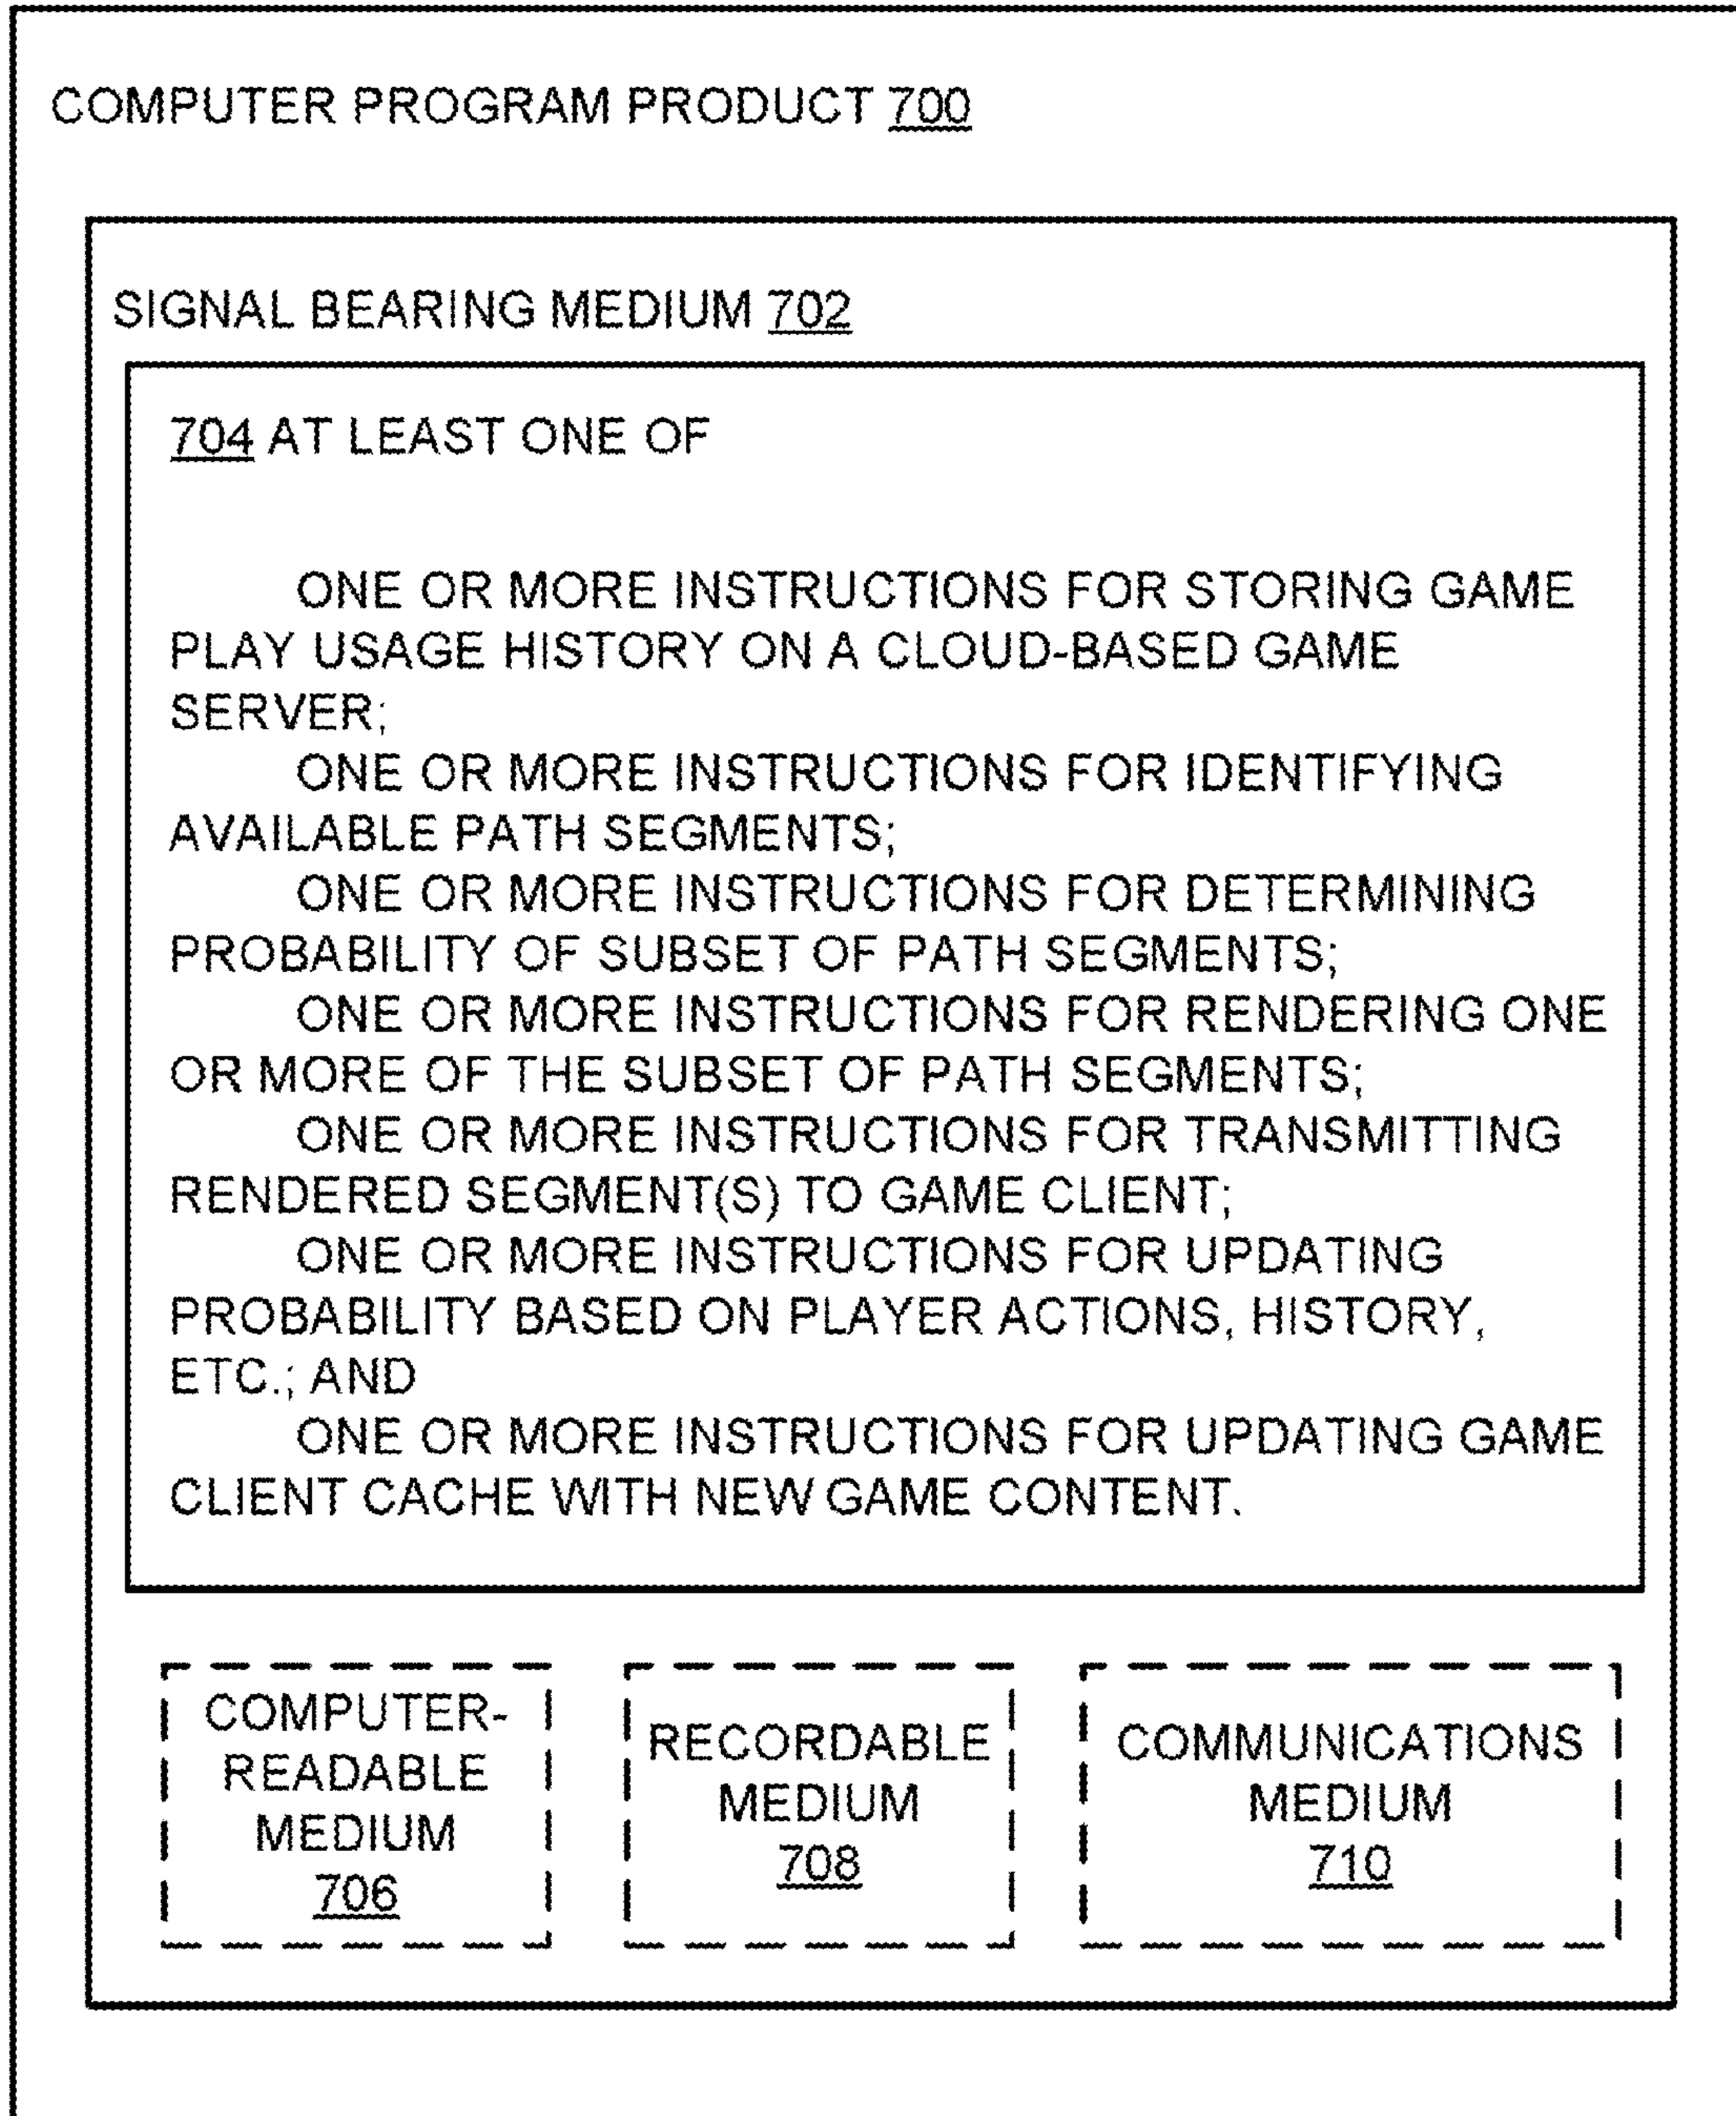 COMPUTER PROGRAM PRODUCT 700
SIGNAL BEARING MEDIUM 702
704 AT LEAST ONE OF
ONE OR MORE INSTRUCTIONS FOR STORING GAME
PLAY USAGE HISTORY ON A CLOUD-BASED GAME
SERVER;
ONE OR MORE INSTRUCTIONS FOR IDENTIFYING
AVAILABLE PATH SEGMENTS;
ONE OR MORE INSTRUCTIONS FOR DETERMINING
PROBABILITY OF SUBSET OF PATH SEGMENTS;
ONE OR MORE INSTRUCTIONS FOR RENDERING ONE
OR MORE OF THE SUBSET OF PATH SEGMENTS;
ONE OR MORE INSTRUCTIONS FOR TRANSMITTING
RENDERED SEGMENT(S) TO GAME CLIENT;
ONE OR MORE INSTRUCTIONS FOR UPDATING
PROBABILITY BASED ON PLAYER ACTIONS, HISTORY,
ETC.; AND
ONE OR MORE INSTRUCTIONS FOR UPDATING GAME
CLIENT CACHE WITH NEW GAME CONTENT.
COMPUTER-
READABLE
MEDIUM
706
RECORDABLE
MEDIUM
708
COMMUNICATIONS
MEDIUM
710